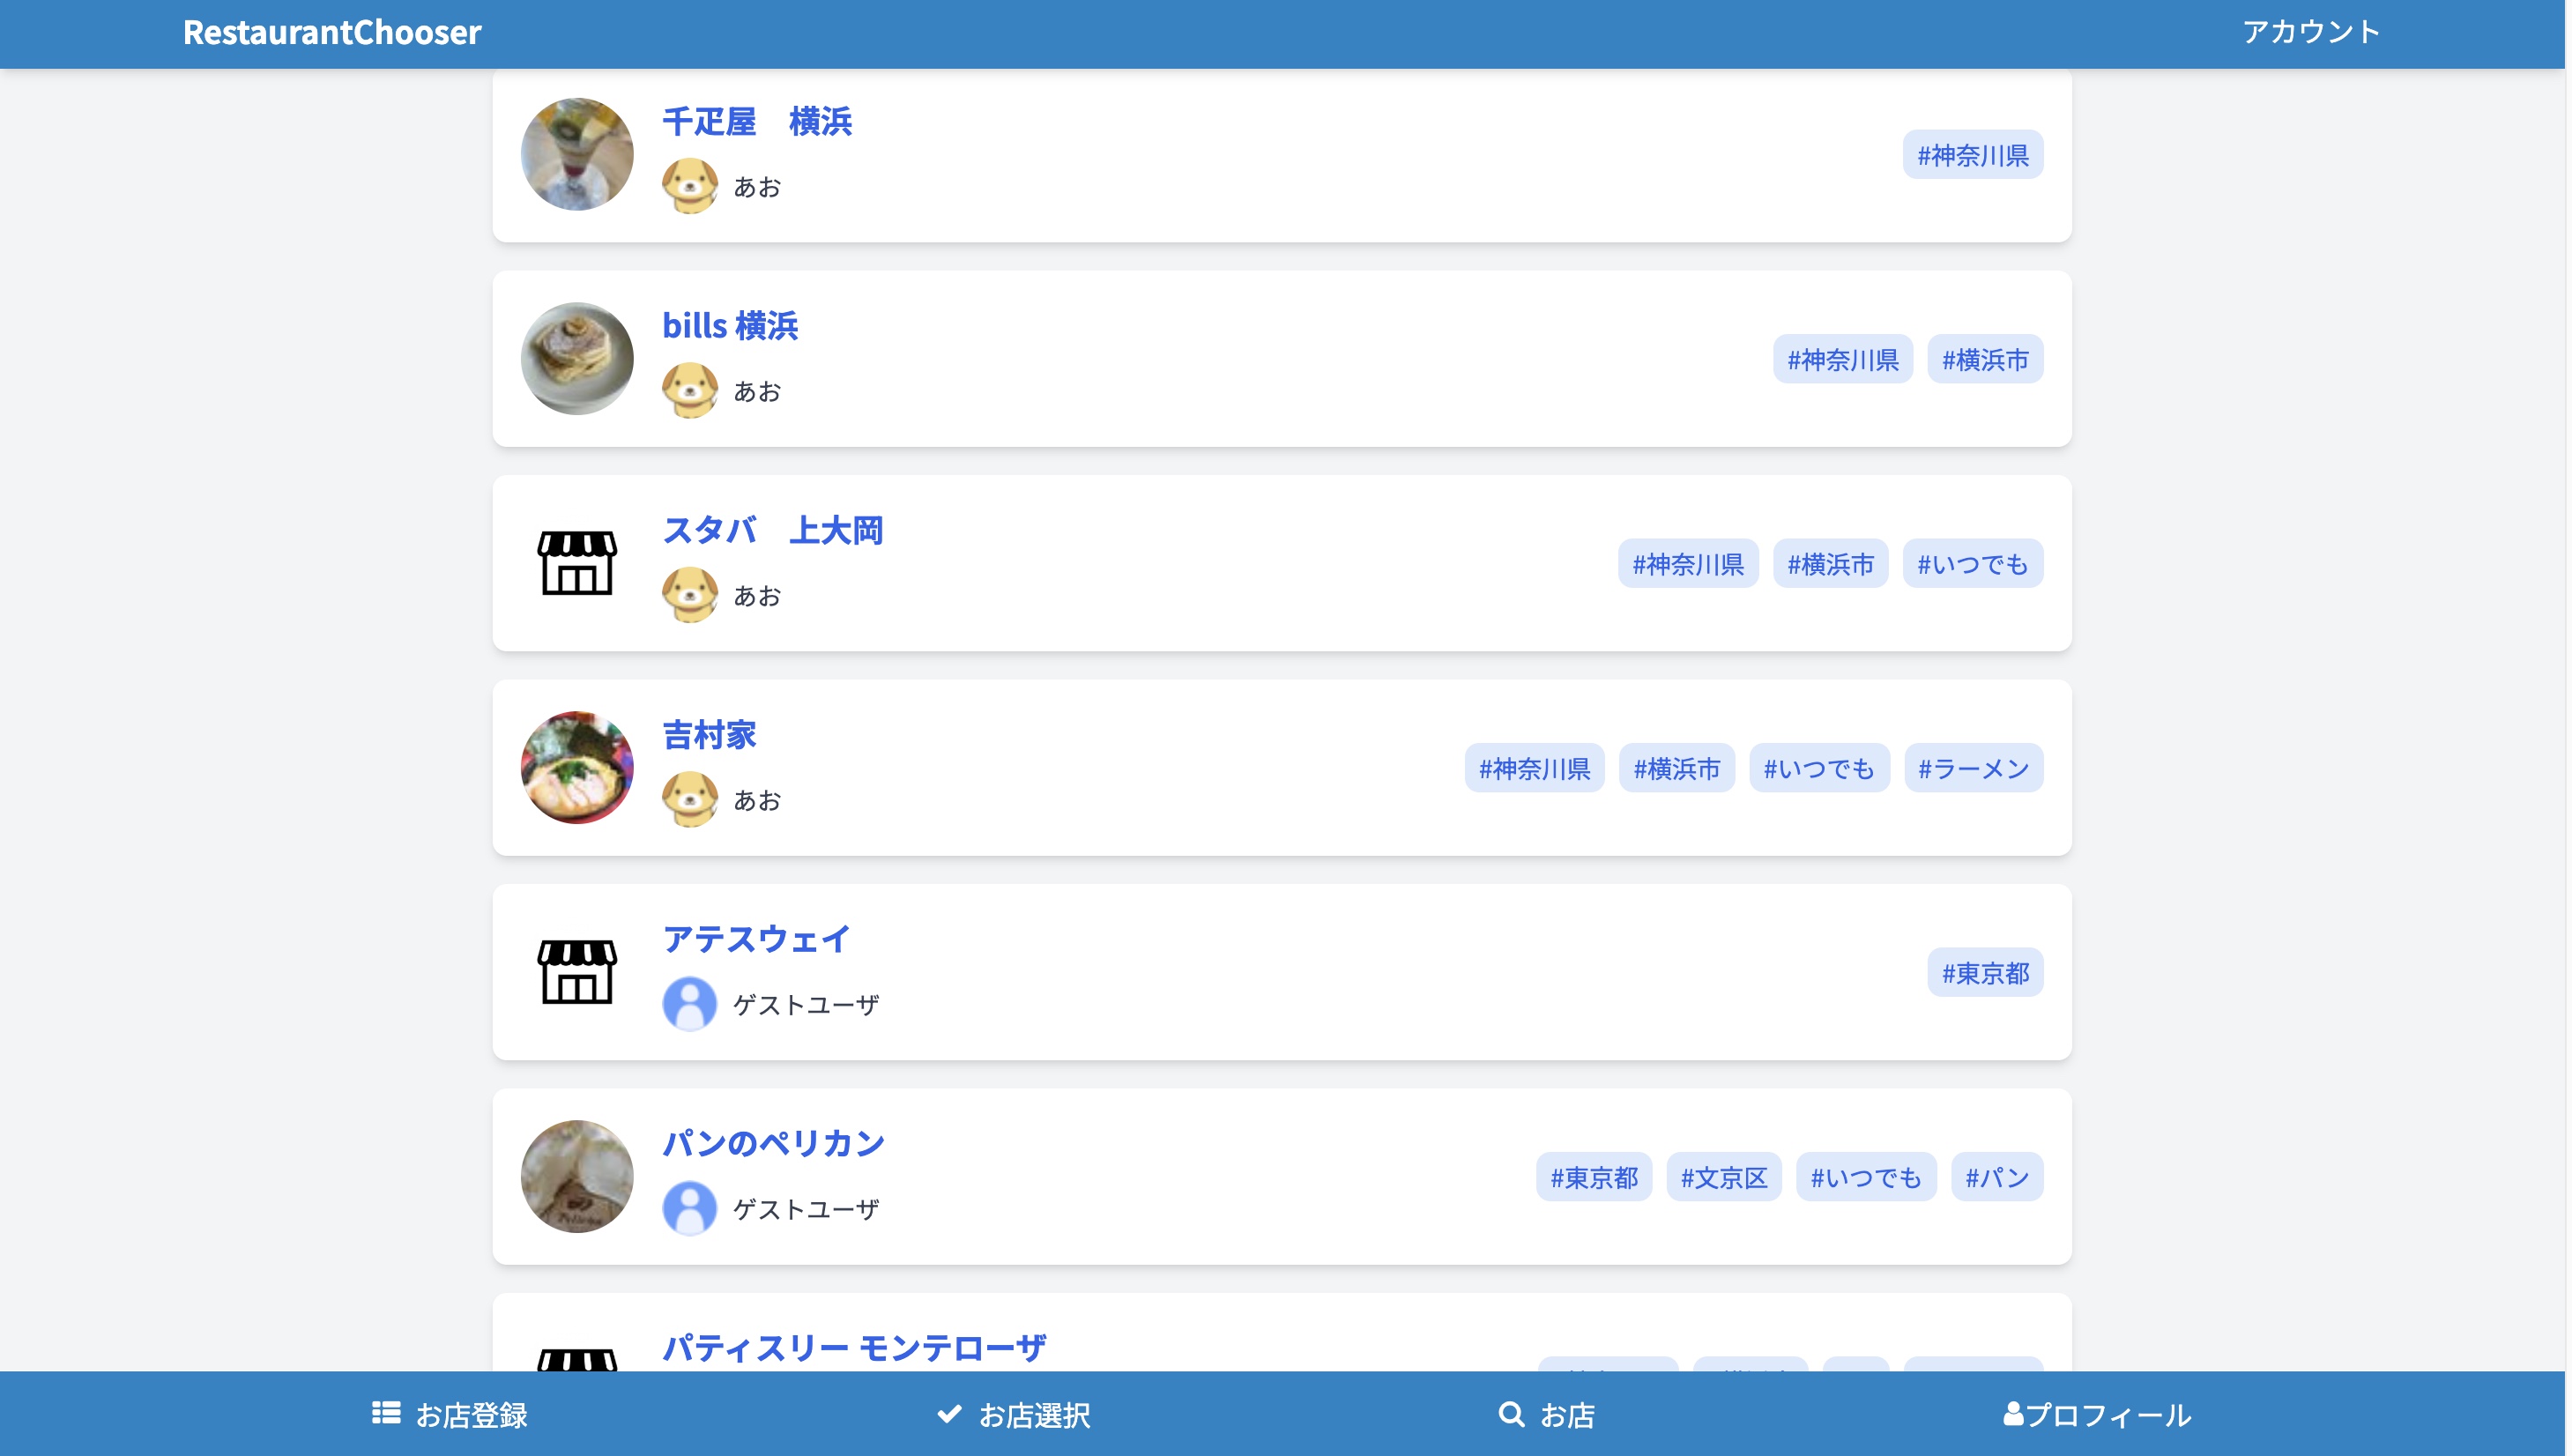 RestaurantChooser
アカウント
千疋屋　横浜
あお
#神奈川県
bills 横浜
あお
#神奈川県 #横浜市
スタバ　上大岡
あお
#神奈川県 #横浜市 #いつでも
吉村家
あお
#神奈川県 #横浜市 #いつでも #ラーメン
アテスウェイ
ゲストユーザ
#東京都
パンのペリカン
ゲストユーザ
#東京都 #文京区 #いつでも #パン
パティスリー モンテローザ
お店登録
お店選択
お店
プロフィール